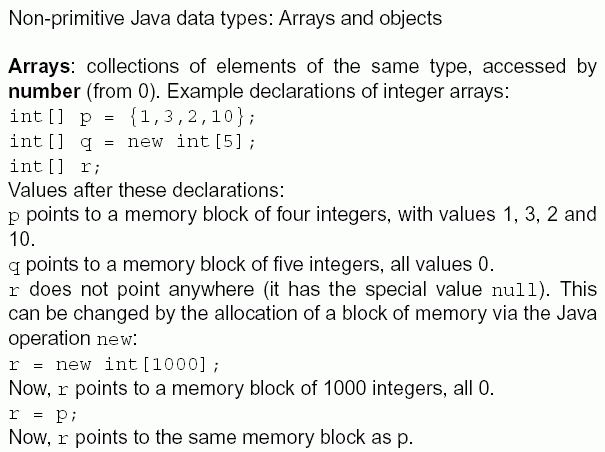 Non-primitive Java data types: Arrays and objects
Arrays: collections of elements of the same type, accessed by
number (from 0). Example declarations of integer arrays:
int[] p = {1,3,2,10};
int[] q = new int[5];
int[] r;
Values after these declarations:
p points to a memory block of four integers, with values 1, 3, 2 and
10.
q points to a memory block of five integers, all values 0.
r does not point anywhere (it has the special value null). This
can be changed by the allocation of a block of memory via the Java
operation new:
r = new int[1000];
Now, r points to a memory block of 1000 integers, all 0.
r = p;
Now, r points to the same memory block as p.